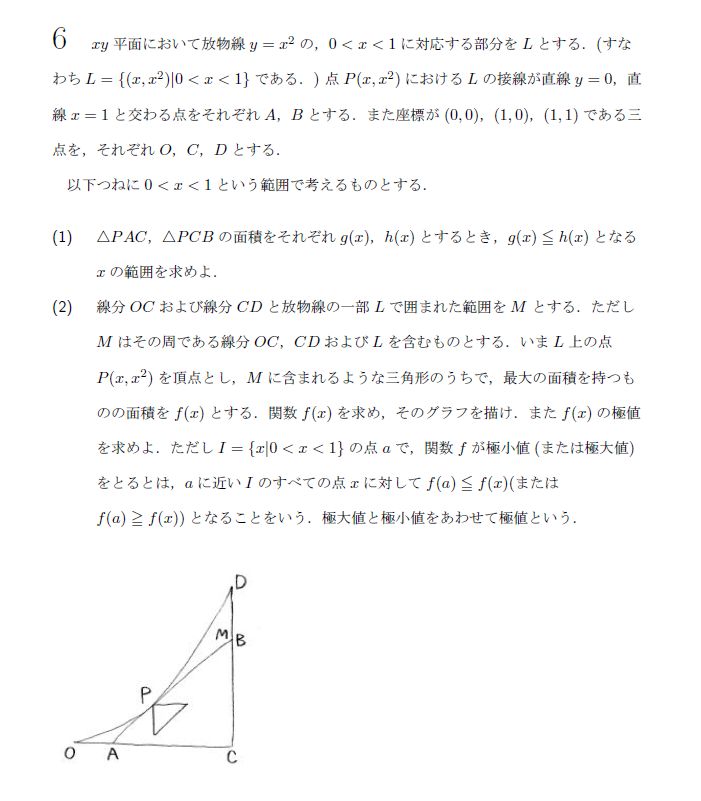 6 xy 平面において放物線 y = x² の，0 < x < 1 に対応する部分を L とする．(すな
わち L = {(x, x²)|0 < x < 1} である．) 点 P(x, x²) における L の接線が直線 y = 0，直
線 x = 1 と交わる点をそれぞれ A，B とする．また座標が (0, 0)，(1, 0)，(1, 1) である三
点を，それぞれ O，C，D とする．
以下つねに 0 < x < 1 という範囲で考えるものとする．
(1) △PAC，△PCB の面積をそれぞれ g(x)，h(x) とするとき，g(x) ≦ h(x) となる
x の範囲を求めよ．
(2) 線分 OC および線分 CD と放物線の一部 L で囲まれた範囲を M とする．ただし
M はその周である線分 OC，CD および L を含むものとする．いま L 上の点
P(x, x²) を頂点とし，M に含まれるような三角形のうちで，最大の面積を持つも
のの面積を f(x) とする．関数 f(x) を求め，そのグラフを描け．また f(x) の極値
を求めよ．ただし I = {x|0 < x < 1} の点 a で，関数 f が極小値 (または極大値)
をとるとは，a に近い I のすべての点 x に対して f(a) ≦ f(x)(または
f(a) ≧ f(x)) となることをいう．極大値と極小値をあわせて極値という．
D
M B
P
O A C